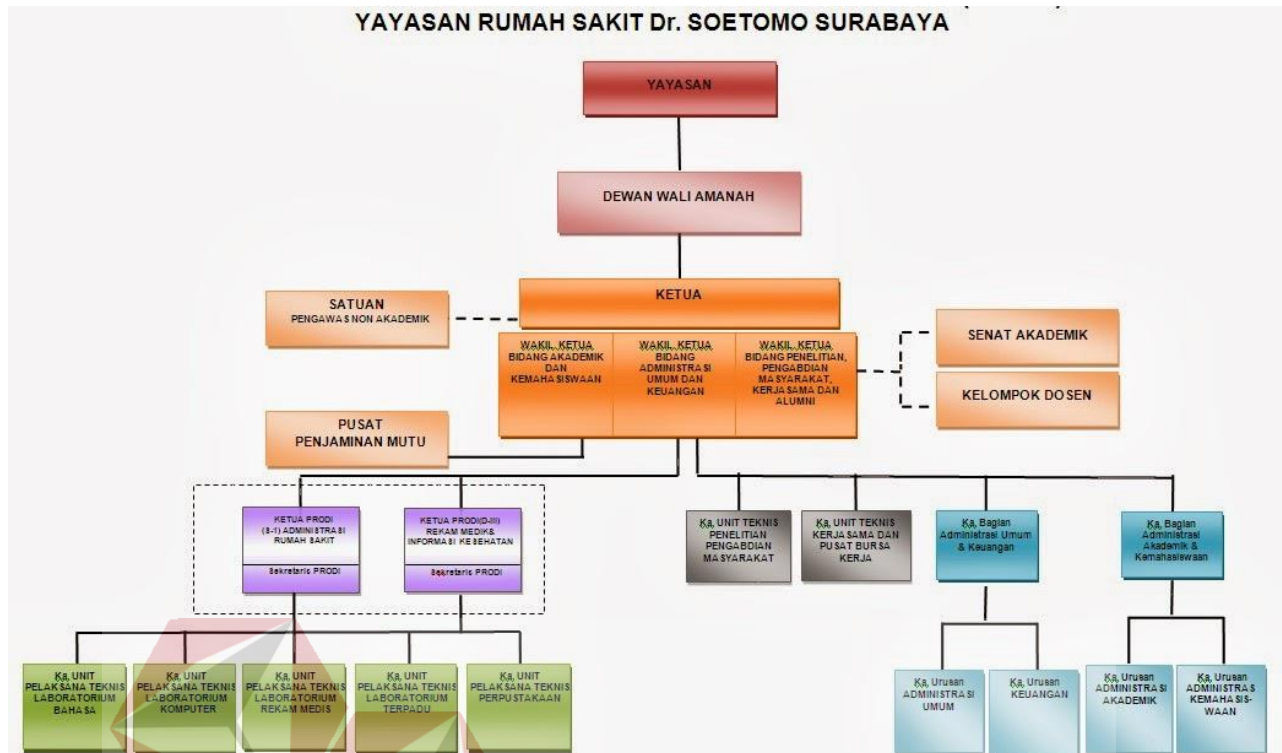 YAYASAN RUMAH SAKIT Dr. SOETOMO SURABAYA
YAYASAN
DEWAN WALI AMANAH
KETUA
SATUAN
PENGAWAS NON AKADEMIK
WAKIL KETUA
BIDANG AKADEMIK
DAN
KEMAHASISWAAN
WAKIL KETUA
BIDANG
ADMINISTRASI
UMUM DAN
KEUANGAN
WAKIL KETUA
BIDANG PENELITIAN,
PENGABDIAN
MASYARAKAT,
KERJASAMA DAN
ALUMNI
SENAT AKADEMIK
KELOMPOK DOSEN
PUSAT
PENJAMINAN MUTU
KETUA PRODI
(S-1) ADMINISTRASI
RUMAH SAKIT
Sekretaris PRODI
KETUA PRODI(D-III)
REKAM MEDIK&
INFORMASI KESEHATAN
Sekretaris PRODI
Ka, UNIT TEKNIS
PENELITIAN
PENGABDIAN
MASYARAKAT
Ka, UNIT TEKNIS
KERJASAMA DAN
PUSAT BURSA
KERJA
Ka, Bagian
Administrasi Umum
& Keuangan
Ka, Bagian
Administrasi
Akademik &
Kemahasiswaan
Ka, UNIT
PELAKSANA TEKNIS
LABORATORIUM
BAHASA
Ka, UNIT
PELAKSANA TEKNIS
LABORATORIUM
KOMPUTER
Ka, UNIT
PELAKSANA TEKNIS
LABORATORIUM
REKAM MEDIS
Ka, UNIT
PELAKSANA TEKNIS
LABORATORIUM
TERPADU
Ka, UNIT
PELAKSANA TEKNIS
PERPUSTAKAAN
Ka, Urusan
ADMINISTRASI
UMUM
Ka, Urusan
KEUANGAN
Ka, Urusan
ADMINISTRASI
AKADEMIK
Ka, Urusan
ADMINISTRAS
KEMAHASIS-
WAAN